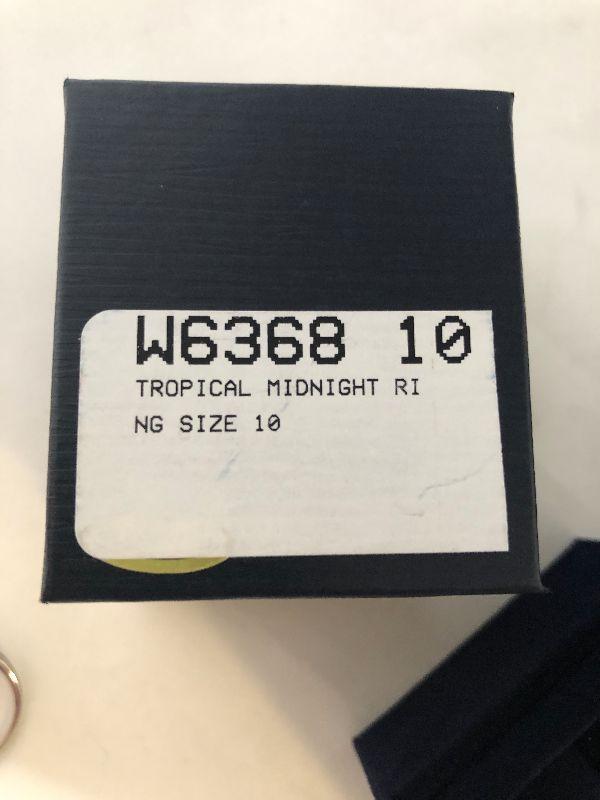 W6368 10
TROPICAL MIDNIGHT RI
NG SIZE 10